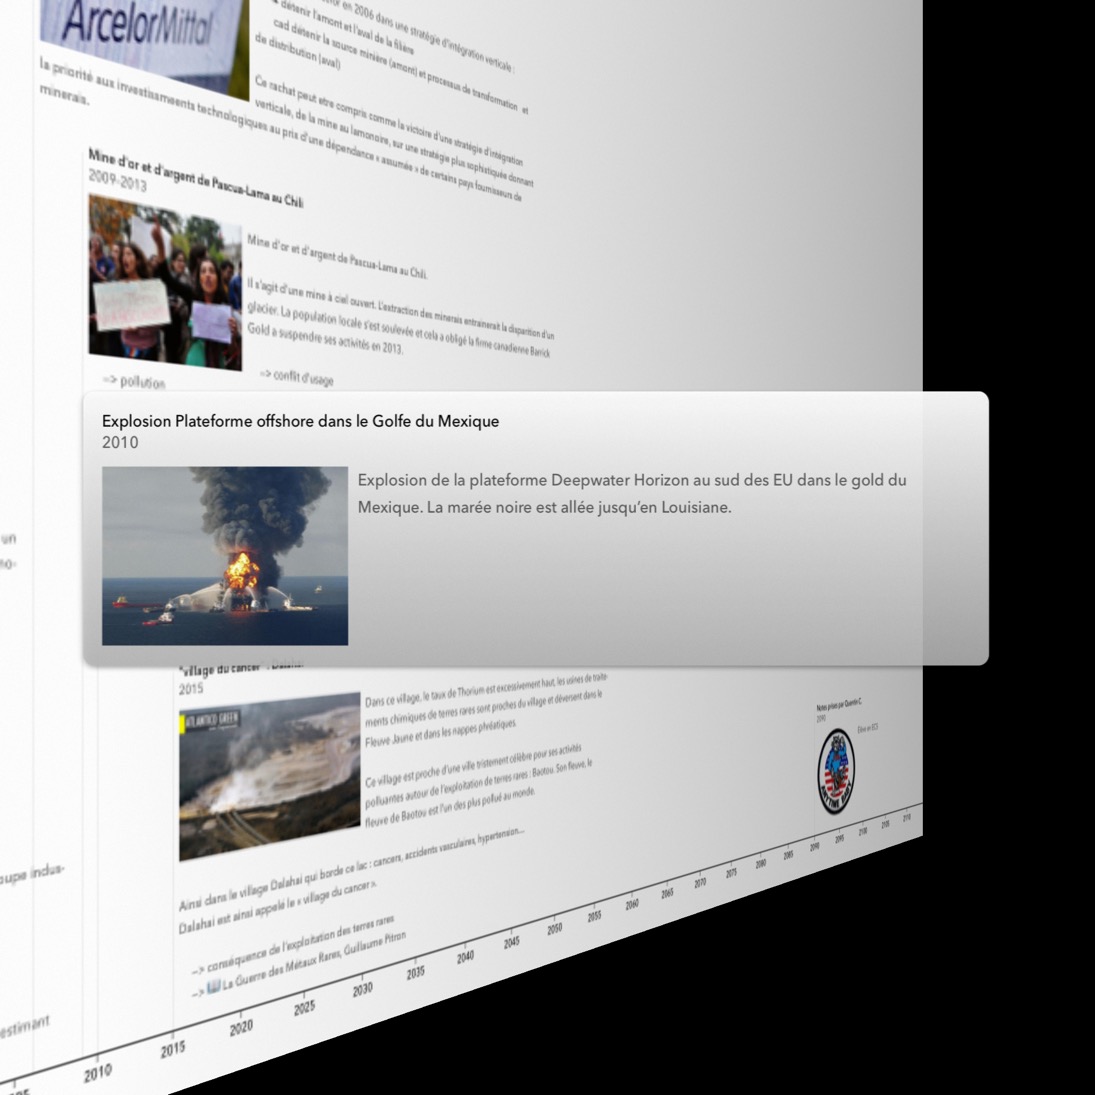 ArcelorMittal
en 2006 dans une stratégie d'intégration verticale :
détenir l'amont et l'aval de la filière
cad détenir la source minière (amont) et processus de transformation et
de distribution (aval)
Ce rachat peut etre compris comme la victoire d'une stratégie d'intégration
verticale, de la mine au lamonoire, sur une stratégie plus sophistiquée donnant
la priorité aux investissments technologiques au prix d'une dépendance « assumée » de certains pays fournisseurs de
minerais.
Mine d'or et d'argent de Pascua-Lama au Chili
2009-2013
Mine d'or et d'argent de Pascua-Lama au Chili.
Il s'agit d'une mine à ciel ouvert. L'extraction des minerais entrainerait la disparition d'un
glacier. La population locale s'est soulevée et cela a obligé la firme canadienne Barrick
Gold a suspendre ses activités en 2013.
–> pollution
=> conflit d'usage
Explosion Plateforme offshore dans le Golfe du Mexique
2010
Explosion de la plateforme Deepwater Horizon au sud des EU dans le gold du
Mexique. La marée noire est allée jusqu'en Louisiane.
un
"village du cancer" : Dalahai
2015
ATLANTICO GREEN
Dans ce village, le taux de Thorium est excessivement haut, les usines de traite-
ments chimiques de terres rares sont proches du village et déversent dans le
Fleuve Jaune et dans les nappes phréatiques.
Ce village est proche d'une ville tristement célèbre pour ses activités
polluantes autour de l'exploitation de terres rares : Baotou. Son fleuve, le
fleuve de Baotou est l'un des plus pollué au monde.
Ainsi dans le village Dalahai qui borde ce lac : cancers, accidents vasculaires, hypertension...
Dalahai est ainsi appelé le « village du cancer ».
–> conséquence de l'exploitation des terres rares
–> La Guerre des Métaux Rares, Guillaume Pitron
oupe indus-
estimant
Notes prises par Quentin C.
2090
Elève en ECS
ANYTIME BABY
2010 2015 2020 2025 2030 2035 2040 2045 2050 2055 2060 2065 2070 2075 2080 2085 2090 2095 2100 2105 2110